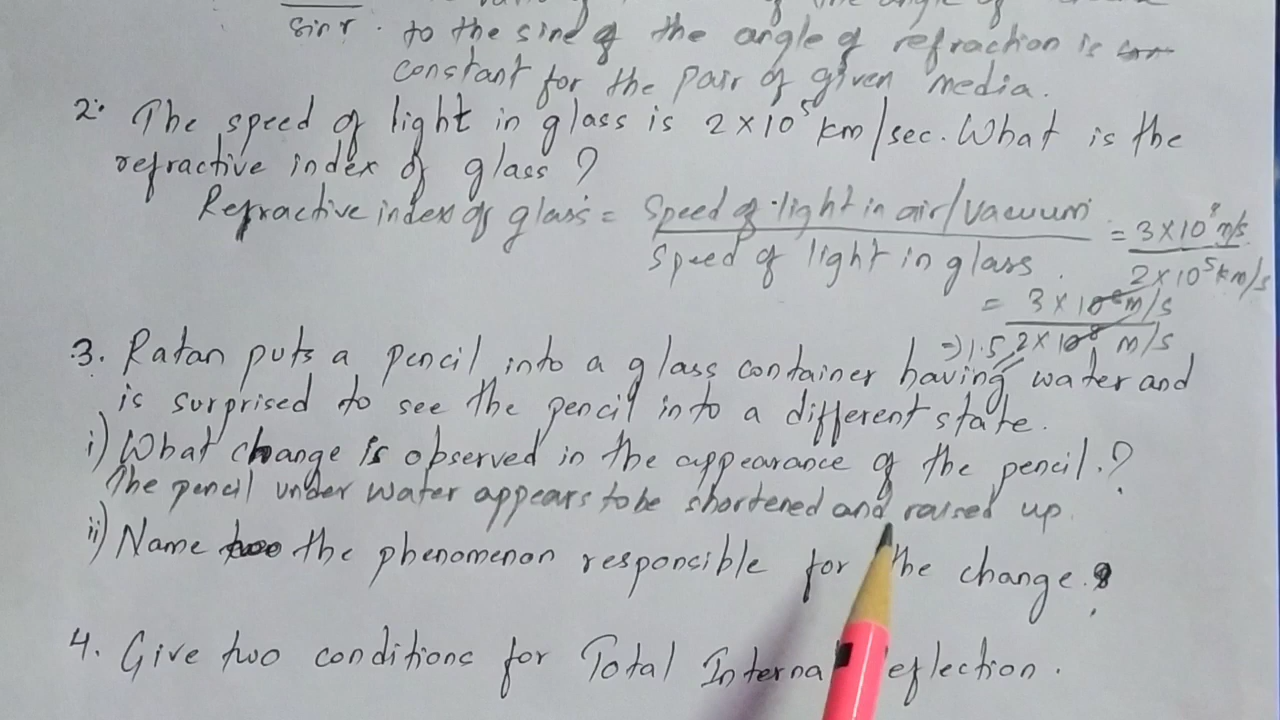 sin r . to the sine of the angle of refraction is
constant for the pair of given media.
2. The speed of light in glass is 2 x 10⁵ km/sec. What is the
refractive index of glass ?
Refractive index of glass = Speed of light in air/vacuum = 3 x 10⁸ m/s
Speed of light in glass . 2 x 10⁵ km/s
= 3 x 10⁸ m/s
=> 1.5 2 x 10⁸ m/s
3. Ratan puts a pencil into a glass container having water and
is surprised to see the pencil into a different state.
i) What change is observed in the appearance of the pencil.?
The pencil under water appears to be shortened and raised up.
ii) Name the phenomenon responsible for the change.?
4. Give two conditions for Total Interna eflection.